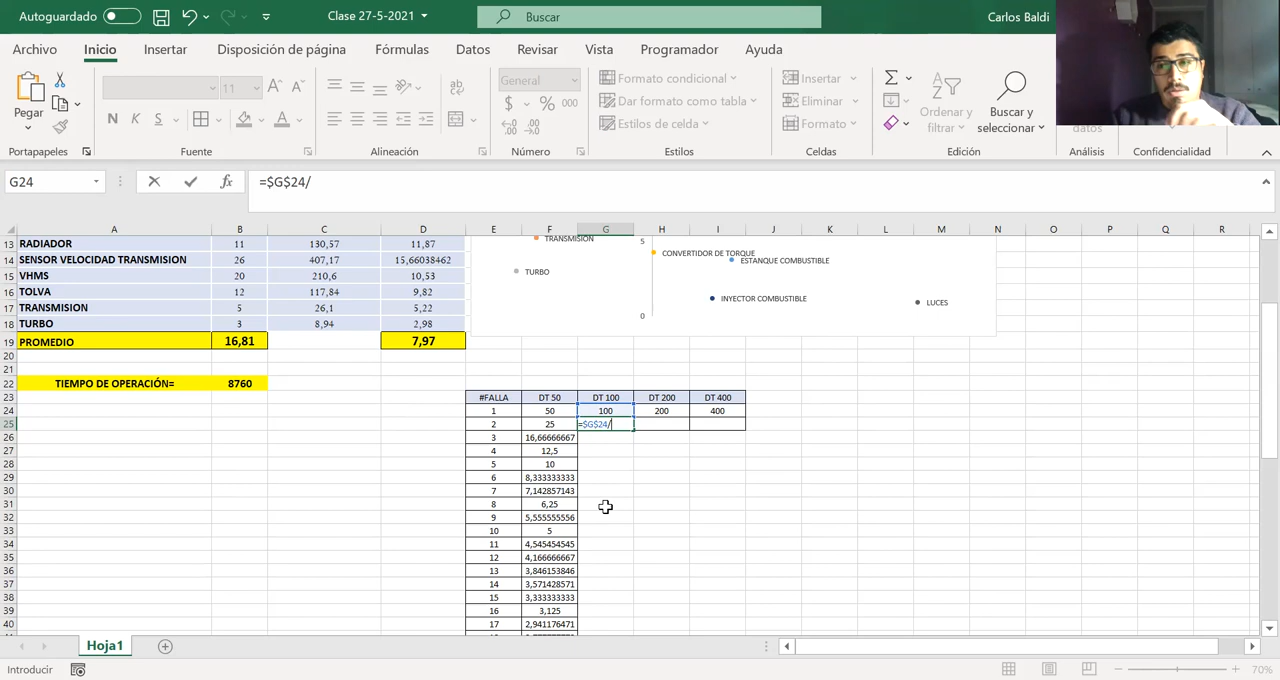 Autoguardado
Clase 27-5-2021
Buscar
Carlos Baldi
Archivo Inicio Insertar Disposición de página Fórmulas Datos Revisar Vista Programador Ayuda
Pegar
11
N K S
General
$ % 000
Formato condicional
Dar formato como tabla
Estilos de celda
Insertar
Eliminar
Formato
Ordenar y filtrar
Buscar y seleccionar
datos
Portapapeles Fuente Alineación Número Estilos Celdas Edición Análisis Confidencialidad
G24 fx =$G$24/
A B C D E F G H I J K L M N O P Q R
13 RADIADOR 11 130,57 11,87
14 SENSOR VELOCIDAD TRANSMISION 26 407,17 15,66038462
15 VHMS 20 210,6 10,53
16 TOLVA 12 117,84 9,82
17 TRANSMISION 5 26,1 5,22
18 TURBO 3 8,94 2,98
19 PROMEDIO 16,81 7,97
20
21
22 TIEMPO DE OPERACIÓN= 8760
TRANSMISION
5
CONVERTIDOR DE TORQUE
ESTANQUE COMBUSTIBLE
TURBO
INYECTOR COMBUSTIBLE
LUCES
0
23 #FALLA DT 50 DT 100 DT 200 DT 400
24 1 50 100 200 400
25 2 25 =$G$24/
26 3 16,66666667
27 4 12,5
28 5 10
29 6 8,333333333
30 7 7,142857143
31 8 6,25
32 9 5,555555556
33 10 5
34 11 4,545454545
35 12 4,166666667
36 13 3,846153846
37 14 3,571428571
38 15 3,333333333
39 16 3,125
40 17 2,941176471
Hoja1
Introducir
70%